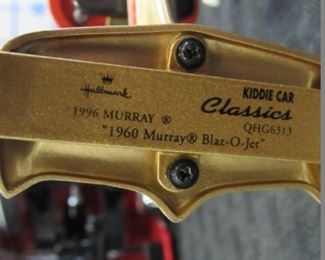 Hallmark
KIDDIE CAR
Classics
1996 MURRAY ®
QHG6313
"1960 Murray® Blaz-O-Jet"